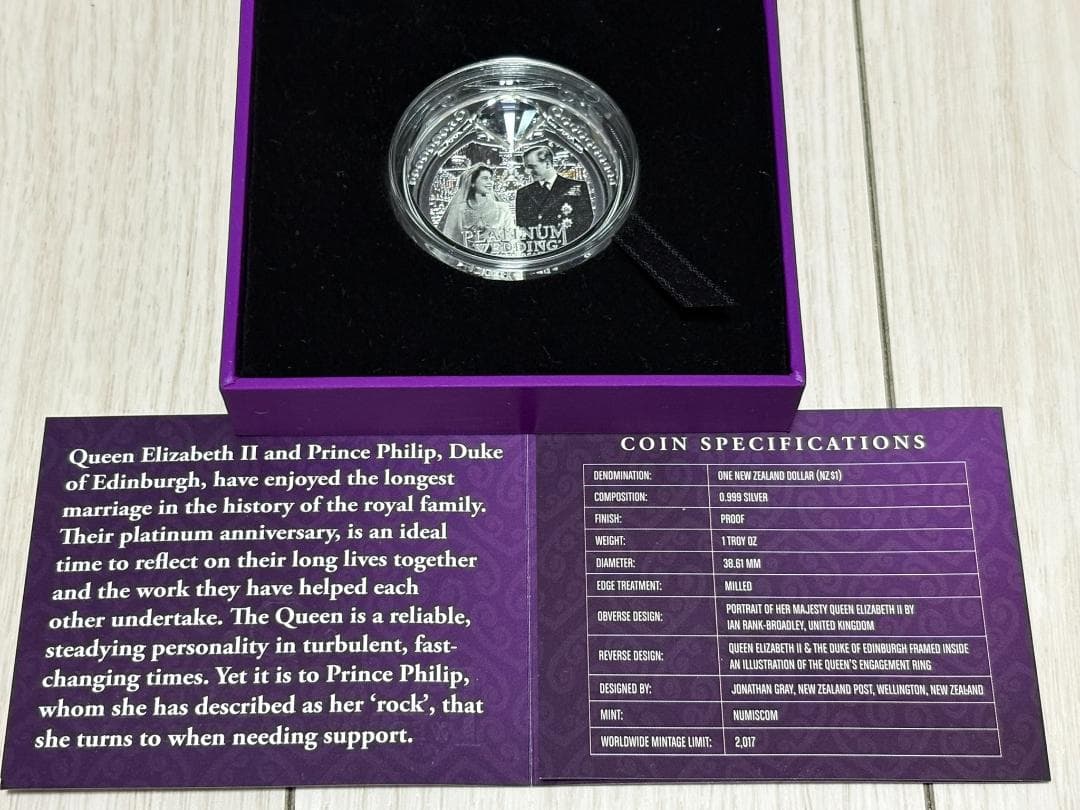 PLATINUM
WEDDING
Queen Elizabeth II and Prince Philip, Duke
of Edinburgh, have enjoyed the longest
marriage in the history of the royal family.
Their platinum anniversary, is an ideal
time to reflect on their long lives together
and the work they have helped each
other undertake. The Queen is a reliable,
steadying personality in turbulent, fast-
changing times. Yet it is to Prince Philip,
whom she has described as her ‘rock’, that
she turns to when needing support.
COIN SPECIFICATIONS
DENOMINATION: ONE NEW ZEALAND DOLLAR (NZ $1)
COMPOSITION: 0.999 SILVER
FINISH: PROOF
WEIGHT: 1 TROY OZ
DIAMETER: 38.61 MM
EDGE TREATMENT: MILLED
OBVERSE DESIGN: PORTRAIT OF HER MAJESTY QUEEN ELIZABETH II BY
IAN RANK-BROADLEY, UNITED KINGDOM
REVERSE DESIGN: QUEEN ELIZABETH II & THE DUKE OF EDINBURGH FRAMED INSIDE
AN ILLUSTRATION OF THE QUEEN'S ENGAGEMENT RING
DESIGNED BY: JONATHAN GRAY, NEW ZEALAND POST, WELLINGTON, NEW ZEALAND
MINT: NUMISCOM
WORLDWIDE MINTAGE LIMIT: 2,017